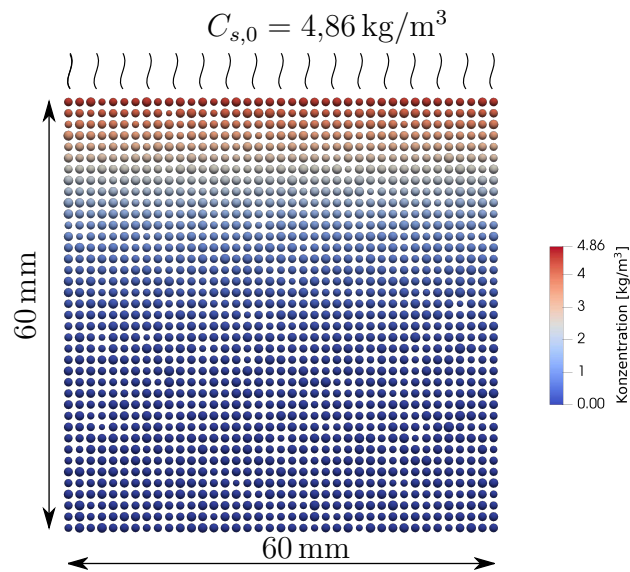 C_{s,0} = 4,86 kg/m³
60 mm
60 mm
4.86
4
3
2
1
0.00
Konzentration [kg/m³]